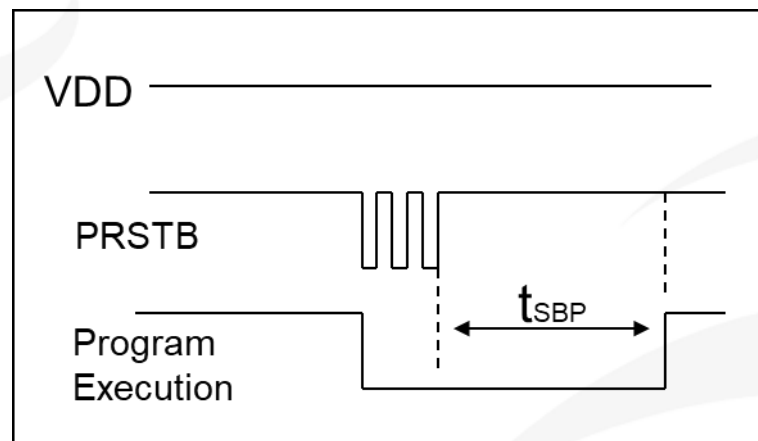 VDD
PRSTB
tSBP
Program
Execution